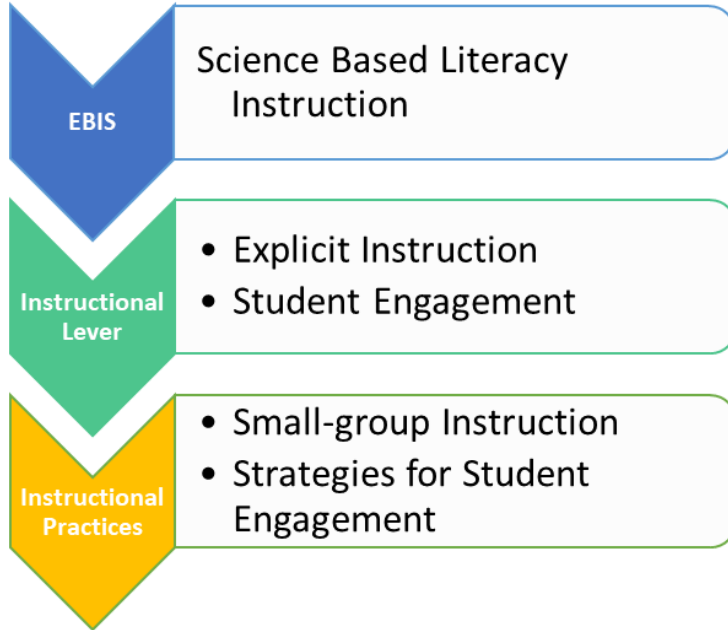 EBIS
Science Based Literacy
Instruction
Instructional
Lever
• Explicit Instruction
• Student Engagement
Instructional
Practices
• Small-group Instruction
• Strategies for Student
Engagement